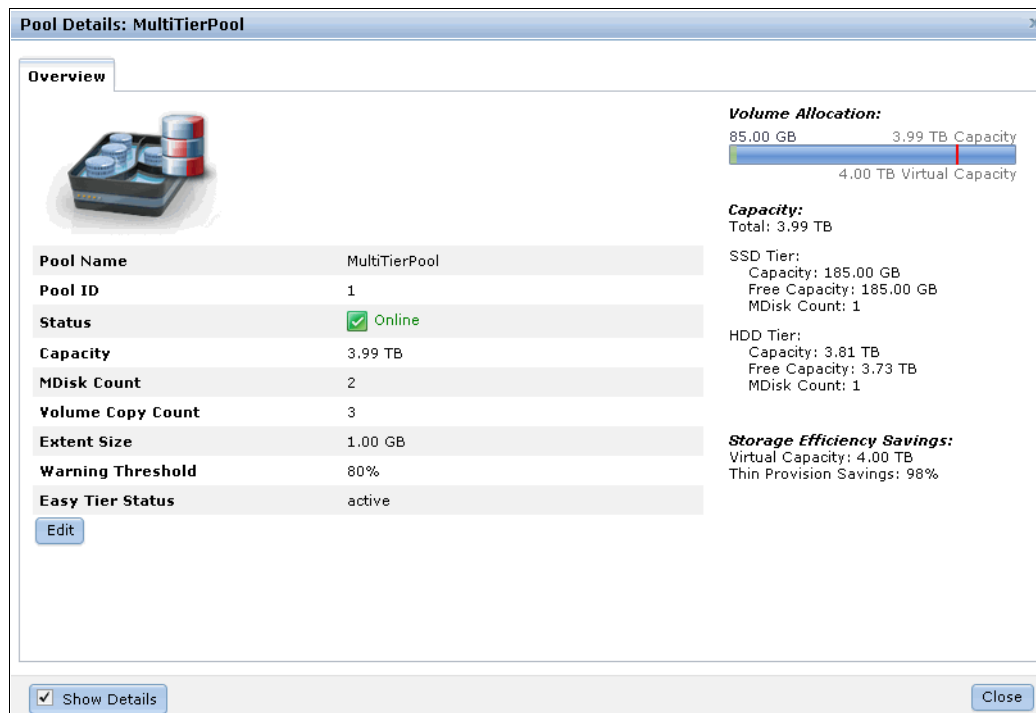 Pool Details: MultiTierPool
Overview
Pool Name MultiTierPool
Pool ID 1
Status Online
Capacity 3.99 TB
MDisk Count 2
Volume Copy Count 3
Extent Size 1.00 GB
Warning Threshold 80%
Easy Tier Status active
Edit
Volume Allocation:
85.00 GB 3.99 TB Capacity
4.00 TB Virtual Capacity
Capacity:
Total: 3.99 TB
SSD Tier:
Capacity: 185.00 GB
Free Capacity: 185.00 GB
MDisk Count: 1
HDD Tier:
Capacity: 3.81 TB
Free Capacity: 3.73 TB
MDisk Count: 1
Storage Efficiency Savings:
Virtual Capacity: 4.00 TB
Thin Provision Savings: 98%
Show Details
Close